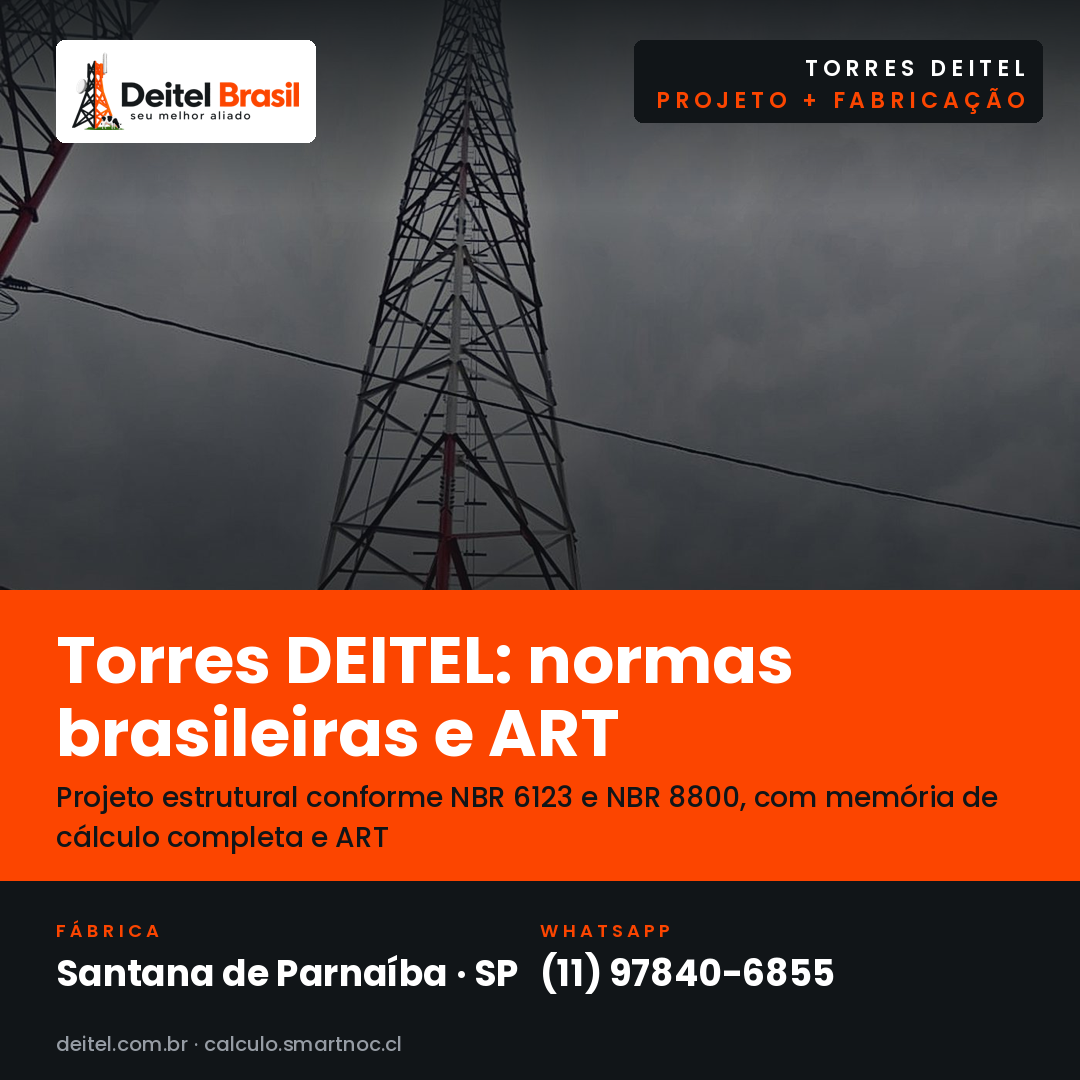 Deitel Brasil
seu melhor aliado
TORRES DEITEL
PROJETO + FABRICAÇÃO
Torres DEITEL: normas
brasileiras e ART
Projeto estrutural conforme NBR 6123 e NBR 8800, com memória de
cálculo completa e ART
FÁBRICA
Santana de Parnaíba · SP
WHATSAPP
(11) 97840-6855
deitel.com.br · calculo.smartnoc.cl